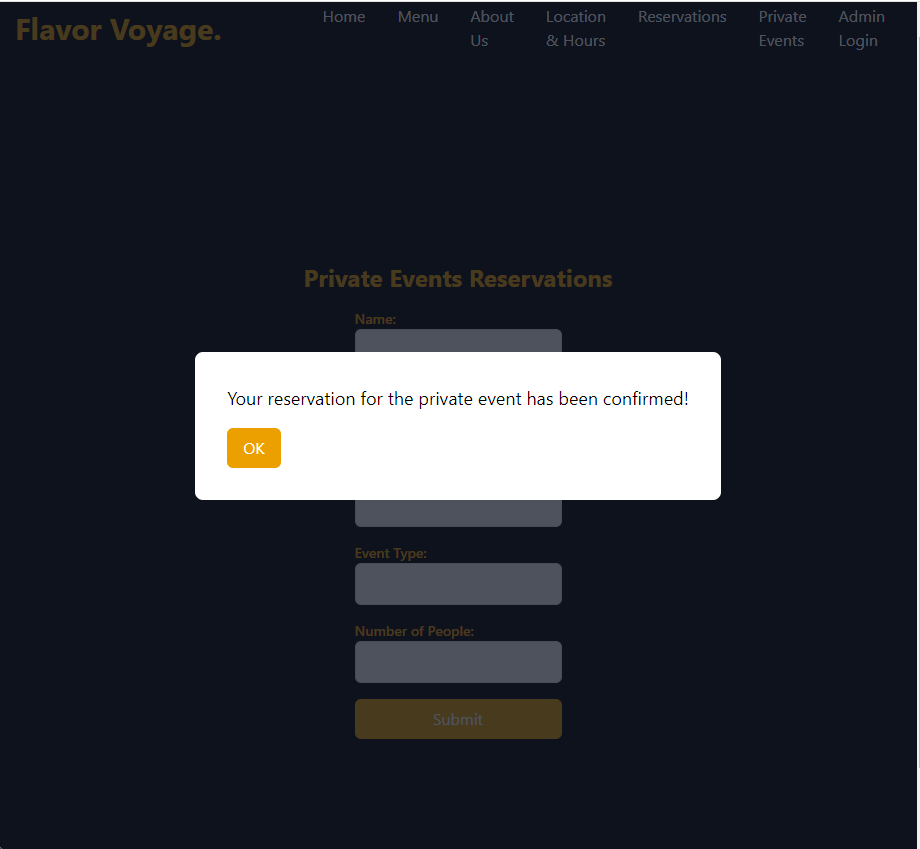 Flavor Voyage.
Home
Menu
About
Us
Location
& Hours
Reservations
Private
Events
Admin
Login
Private Events Reservations
Name:
Your reservation for the private event has been confirmed!
OK
Event Type:
Number of People:
Submit